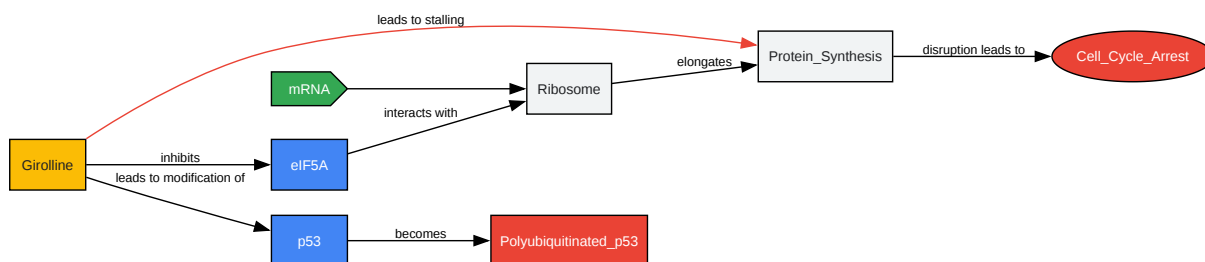 leads to stalling
Protein_Synthesis
disruption leads to
Cell_Cycle_Arrest
elongates
mRNA
Ribosome
interacts with
Girolline
inhibits
eIF5A
leads to modification of
p53
becomes
Polyubiquitinated_p53